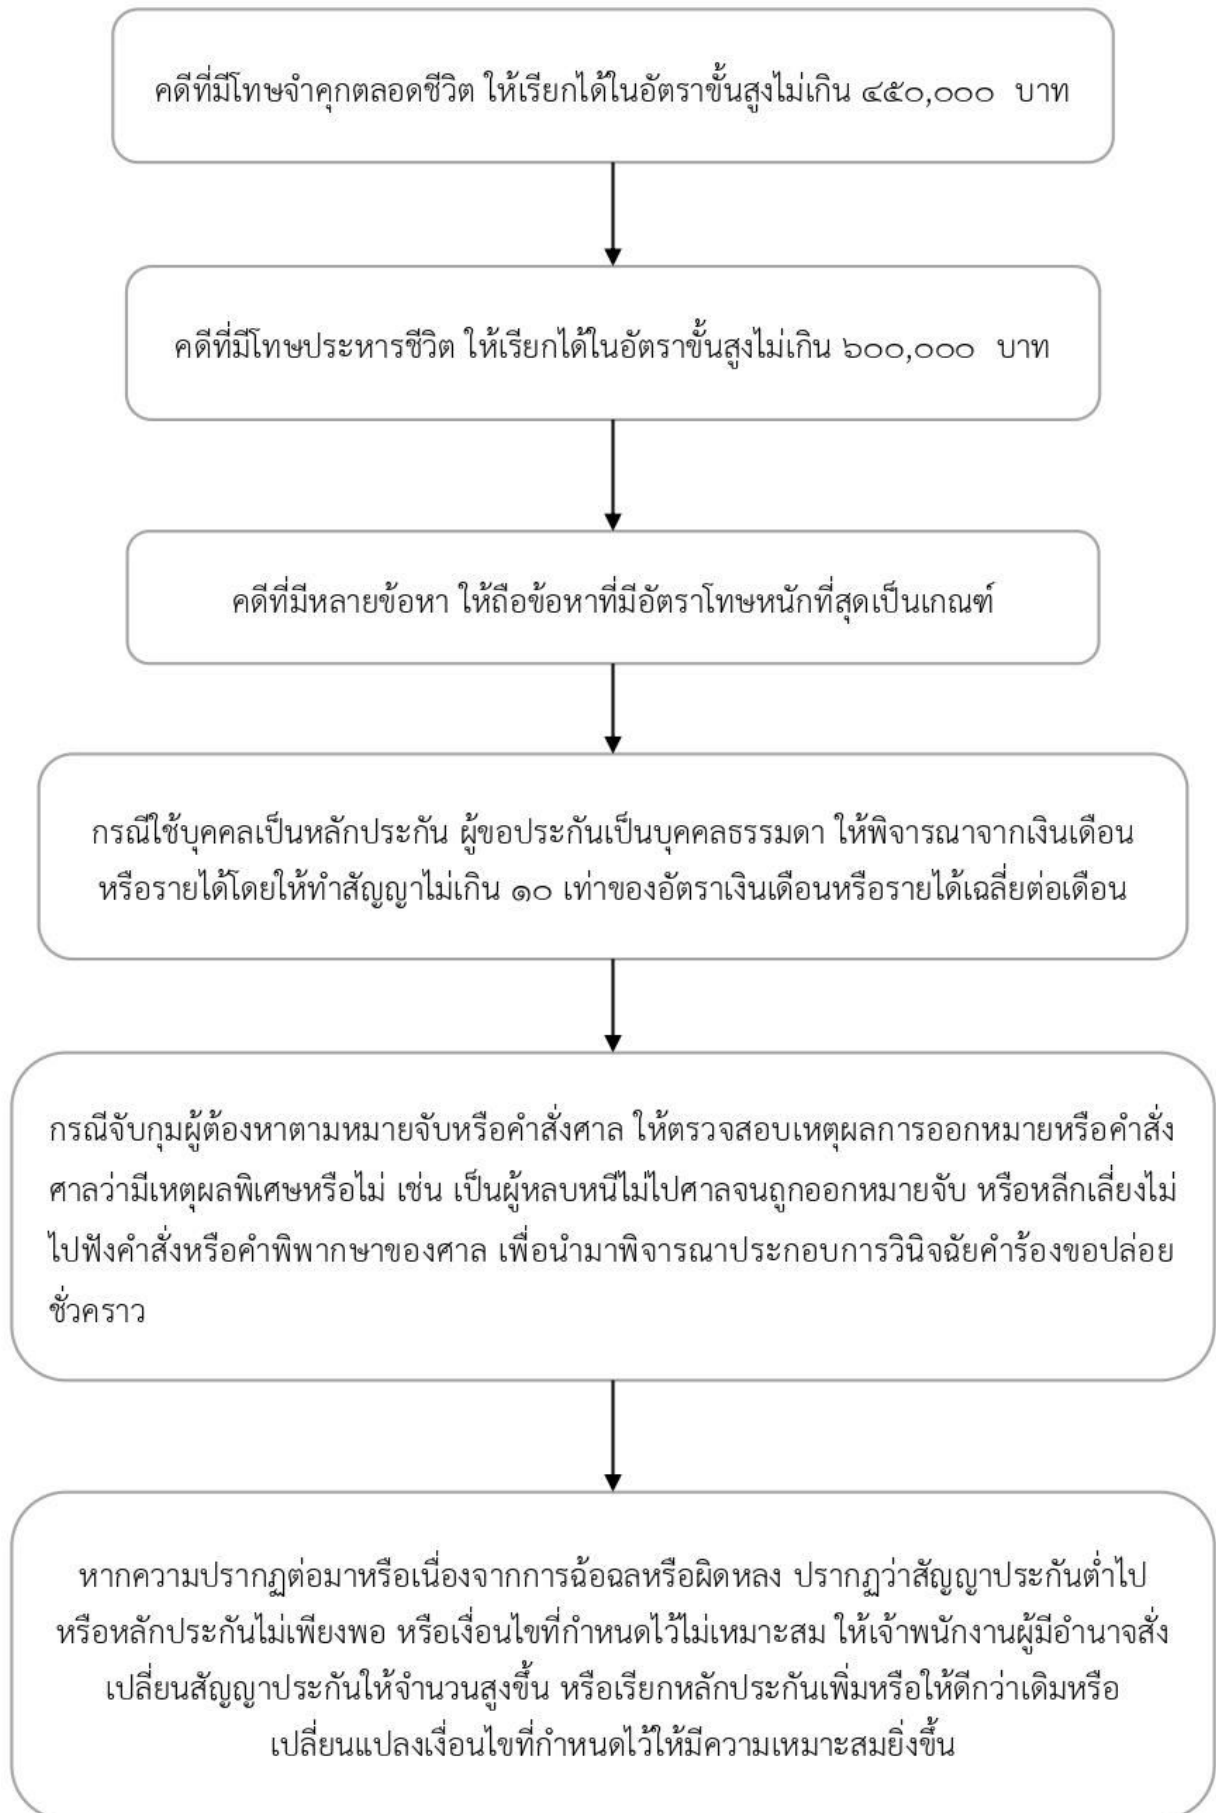 คดีที่มีโทษจำคุกตลอดชีวิต ให้เรียกได้ในอัตราขั้นสูงไม่เกิน ๔๕๐,๐๐๐ บาท
คดีที่มีโทษประหารชีวิต ให้เรียกได้ในอัตราขั้นสูงไม่เกิน ๖๐๐,๐๐๐ บาท
คดีที่มีหลายข้อหา ให้ถือข้อหาที่มีอัตราโทษหนักที่สุดเป็นเกณฑ์
กรณีใช้บุคคลเป็นหลักประกัน ผู้ขอประกันเป็นบุคคลธรรมดา ให้พิจารณาจากเงินเดือน
หรือรายได้โดยให้ทำสัญญาไม่เกิน ๑๐ เท่าของอัตราเงินเดือนหรือรายได้เฉลี่ยต่อเดือน
กรณีจับกุมผู้ต้องหาตามหมายจับหรือคำสั่งศาล ให้ตรวจสอบเหตุผลการออกหมายหรือคำสั่ง
ศาลว่ามีเหตุผลพิเศษหรือไม่ เช่น เป็นผู้หลบหนีไม่ไปศาลจนถูกออกหมายจับ หรือหลีกเลี่ยงไม่
ไปฟังคำสั่งหรือคำพิพากษาของศาล เพื่อนำมาพิจารณาประกอบการวินิจฉัยคำร้องขอปล่อย
ชั่วคราว
หากความปรากฏต่อมาหรือเนื่องจากการฉ้อฉลหรือผิดหลง ปรากฏว่าสัญญาประกันต่ำไป
หรือหลักประกันไม่เพียงพอ หรือเงื่อนไขที่กำหนดไว้ไม่เหมาะสม ให้เจ้าพนักงานผู้มีอำนาจสั่ง
เปลี่ยนสัญญาประกันให้จำนวนสูงขึ้น หรือเรียกหลักประกันเพิ่มหรือให้ดีกว่าเดิมหรือ
เปลี่ยนแปลงเงื่อนไขที่กำหนดไว้ให้มีความเหมาะสมยิ่งขึ้น